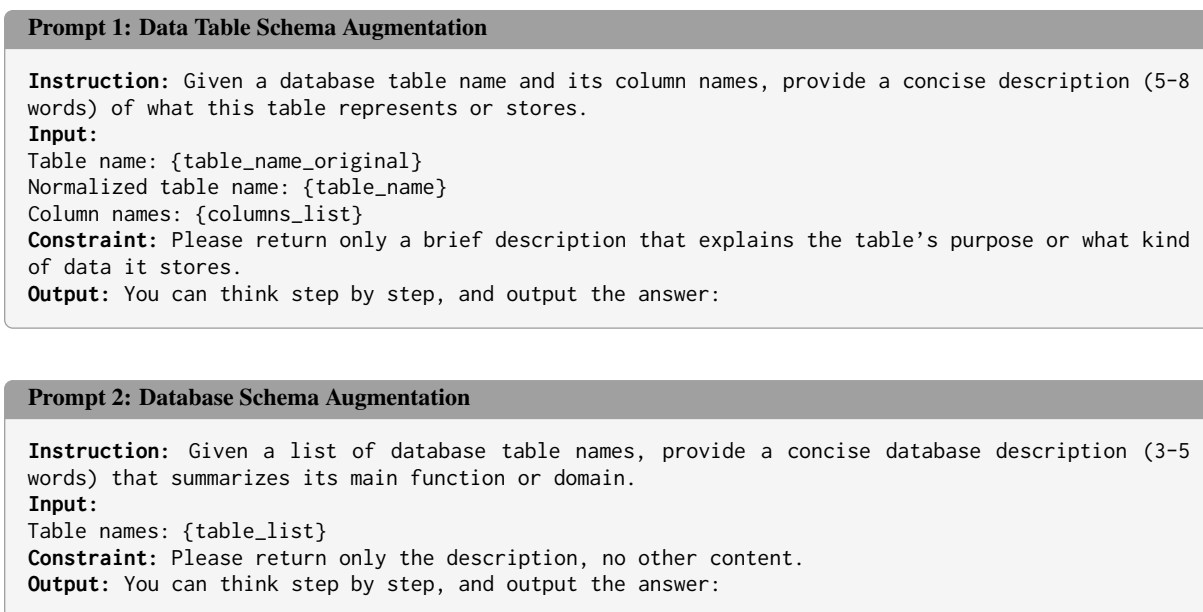 Prompt 1: Data Table Schema Augmentation
Instruction: Given a database table name and its column names, provide a concise description (5-8
words) of what this table represents or stores.
Input:
Table name: {table_name_original}
Normalized table name: {table_name}
Column names: {columns_list}
Constraint: Please return only a brief description that explains the table's purpose or what kind
of data it stores.
Output: You can think step by step, and output the answer:
Prompt 2: Database Schema Augmentation
Instruction: Given a list of database table names, provide a concise database description (3-5
words) that summarizes its main function or domain.
Input:
Table names: {table_list}
Constraint: Please return only the description, no other content.
Output: You can think step by step, and output the answer: